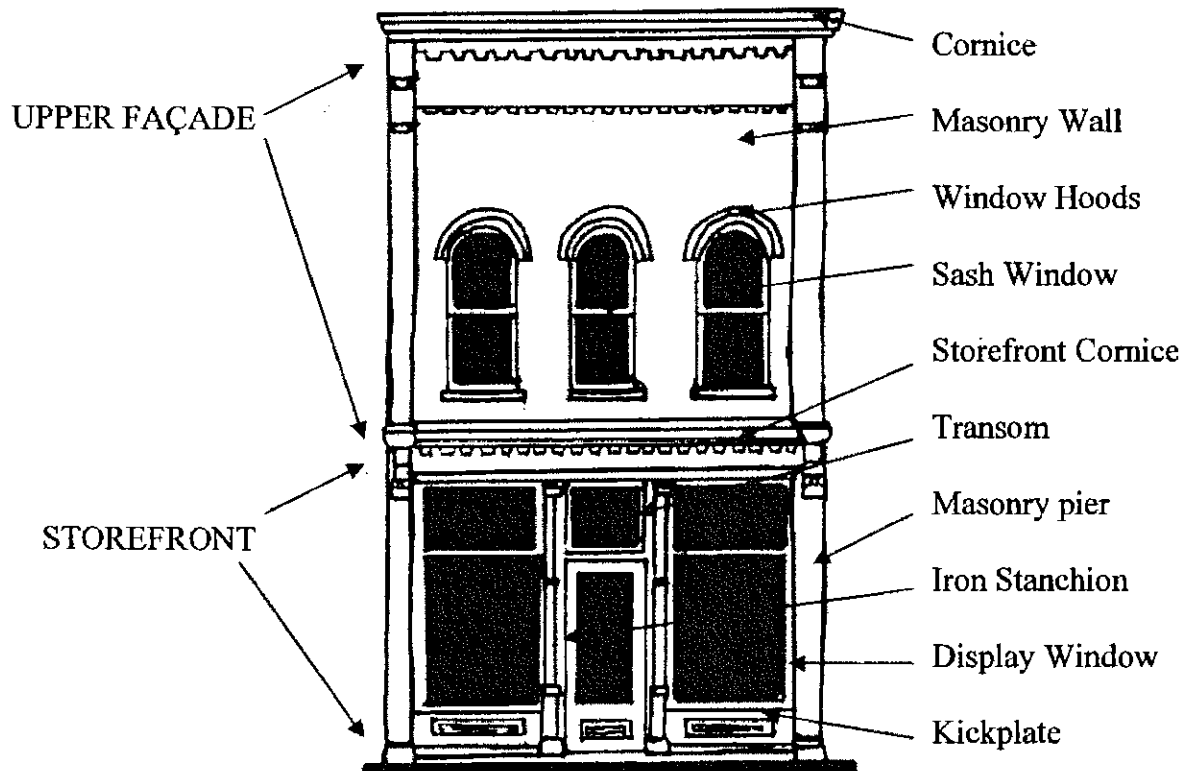 Cornice
UPPER FAÇADE
Masonry Wall
Window Hoods
Sash Window
Storefront Cornice
Transom
Masonry pier
STOREFRONT
Iron Stanchion
Display Window
Kickplate